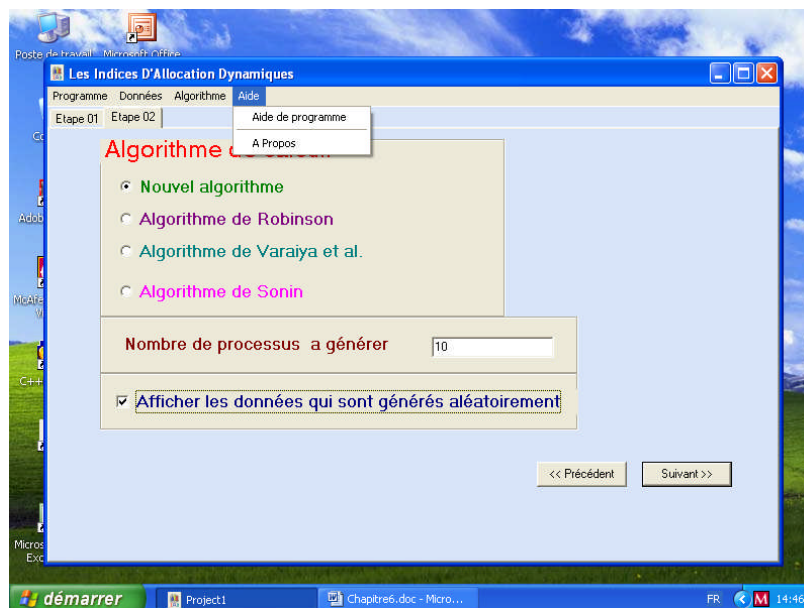 Poste de travail Microsoft Office
Les Indices D'Allocation Dynamiques
Programme Données Algorithme Aide
Etape 01 Etape 02
Aide de programme
A Propos
Algorithme
Nouvel algorithme
Algorithme de Robinson
Algorithme de Varaiya et al.
Algorithme de Sonin
Nombre de processus a générer 10
Afficher les données qui sont générés aléatoirement
<< Précédent Suivant >>
Adob
McAfe
C++
Micros
Exc
démarrer Project1 Chapitre6.doc - Micro... FR M 14:46